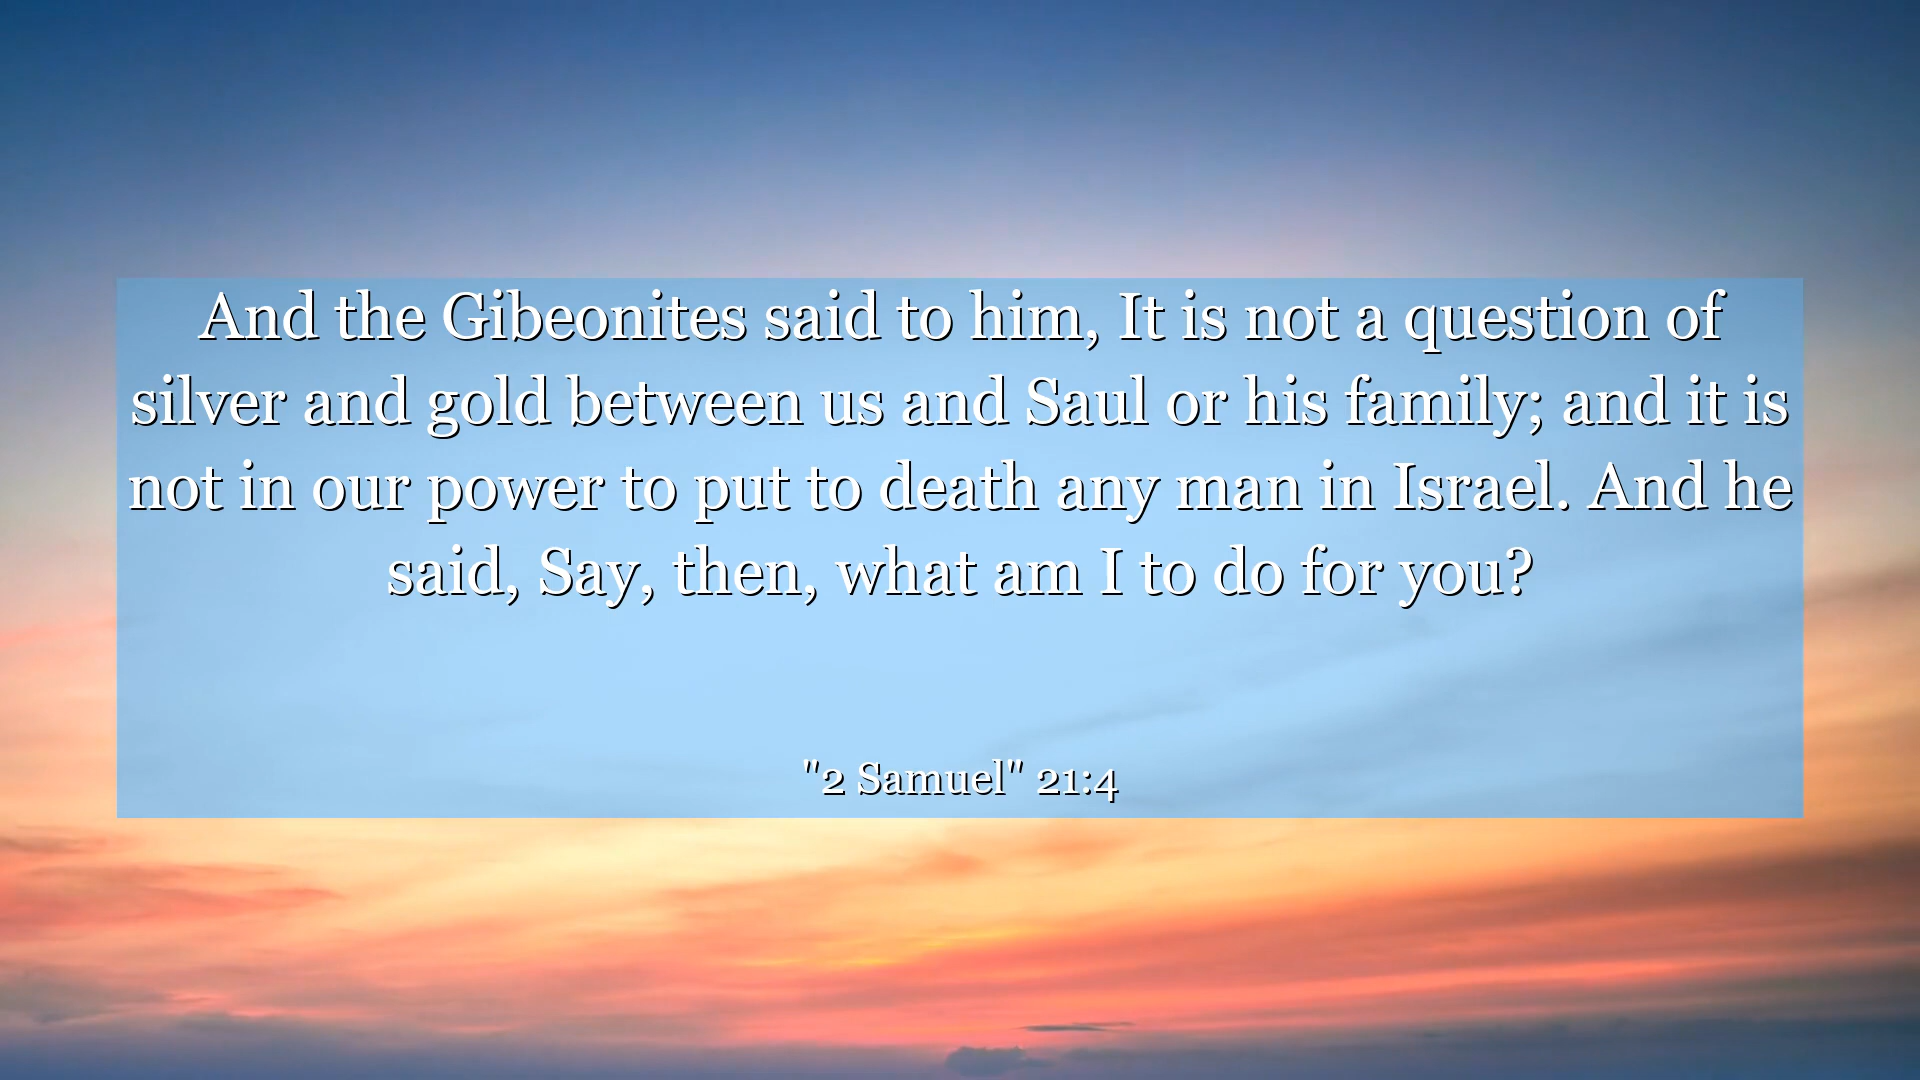 And the Gibeonites said to him, It is not a question of
silver and gold between us and Saul or his family; and it is
not in our power to put to death any man in Israel. And he
said, Say, then, what am I to do for you?
"2 Samuel" 21:4